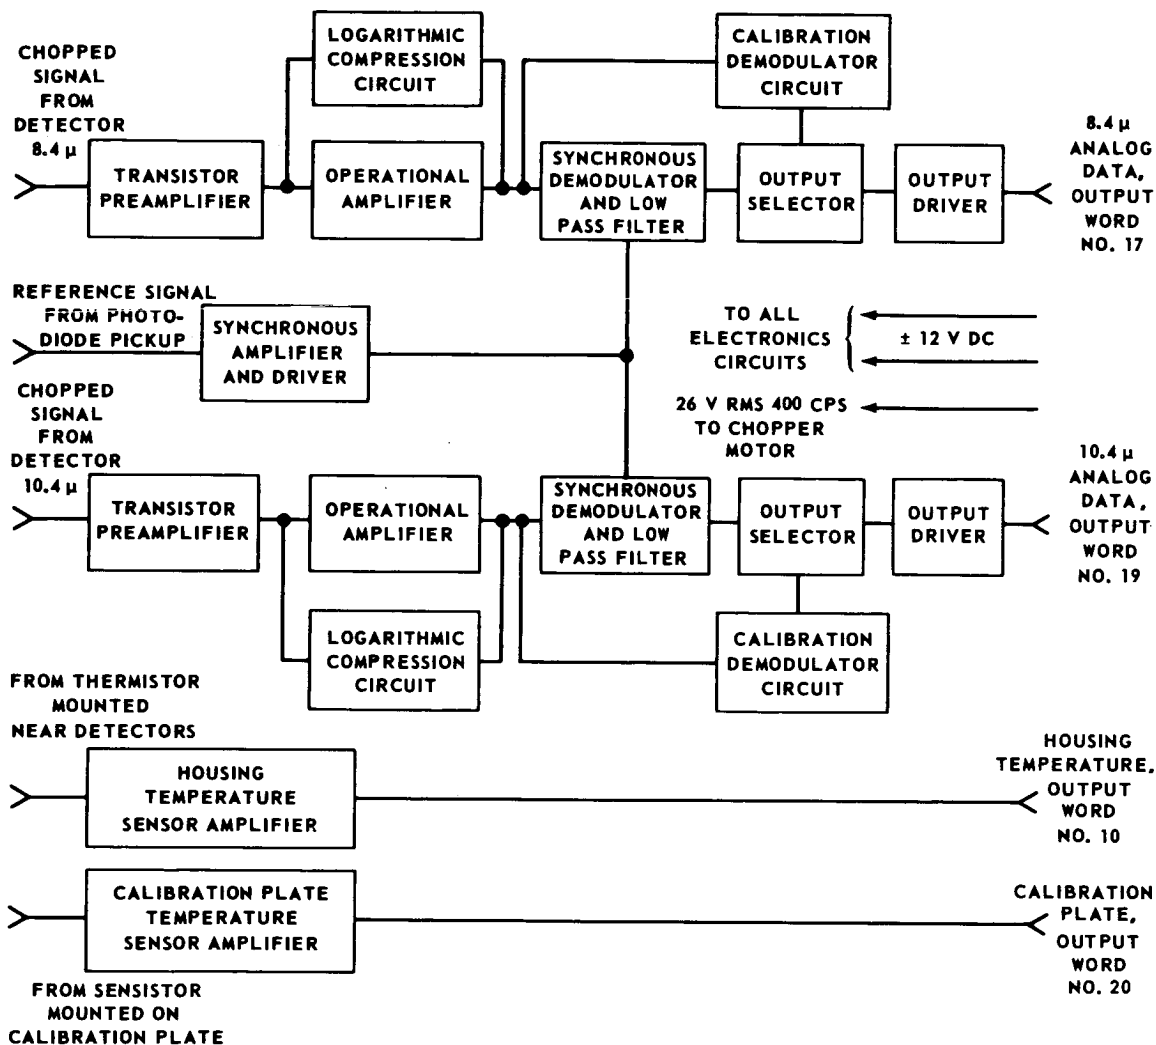 CHOPPED
SIGNAL
FROM
DETECTOR
8.4 μ
TRANSISTOR
PREAMPLIFIER
LOGARITHMIC
COMPRESSION
CIRCUIT
OPERATIONAL
AMPLIFIER
SYNCHRONOUS
DEMODULATOR
AND LOW
PASS FILTER
CALIBRATION
DEMODULATOR
CIRCUIT
OUTPUT
SELECTOR
OUTPUT
DRIVER
8.4 μ
ANALOG
DATA,
OUTPUT
WORD
NO. 17
REFERENCE SIGNAL
FROM PHOTO-
DIODE PICKUP
SYNCHRONOUS
AMPLIFIER
AND DRIVER
TO ALL
ELECTRONICS
CIRCUITS
± 12 V DC
26 V RMS 400 CPS
TO CHOPPER
MOTOR
CHOPPED
SIGNAL
FROM
DETECTOR
10.4 μ
TRANSISTOR
PREAMPLIFIER
OPERATIONAL
AMPLIFIER
LOGARITHMIC
COMPRESSION
CIRCUIT
SYNCHRONOUS
DEMODULATOR
AND LOW
PASS FILTER
OUTPUT
SELECTOR
CALIBRATION
DEMODULATOR
CIRCUIT
OUTPUT
DRIVER
10.4 μ
ANALOG
DATA,
OUTPUT
WORD
NO. 19
FROM THERMISTOR
MOUNTED
NEAR DETECTORS
HOUSING
TEMPERATURE
SENSOR AMPLIFIER
HOUSING
TEMPERATURE,
OUTPUT
WORD
NO. 10
CALIBRATION PLATE
TEMPERATURE
SENSOR AMPLIFIER
CALIBRATION
PLATE,
OUTPUT
WORD
NO. 20
FROM SENSISTOR
MOUNTED ON
CALIBRATION PLATE